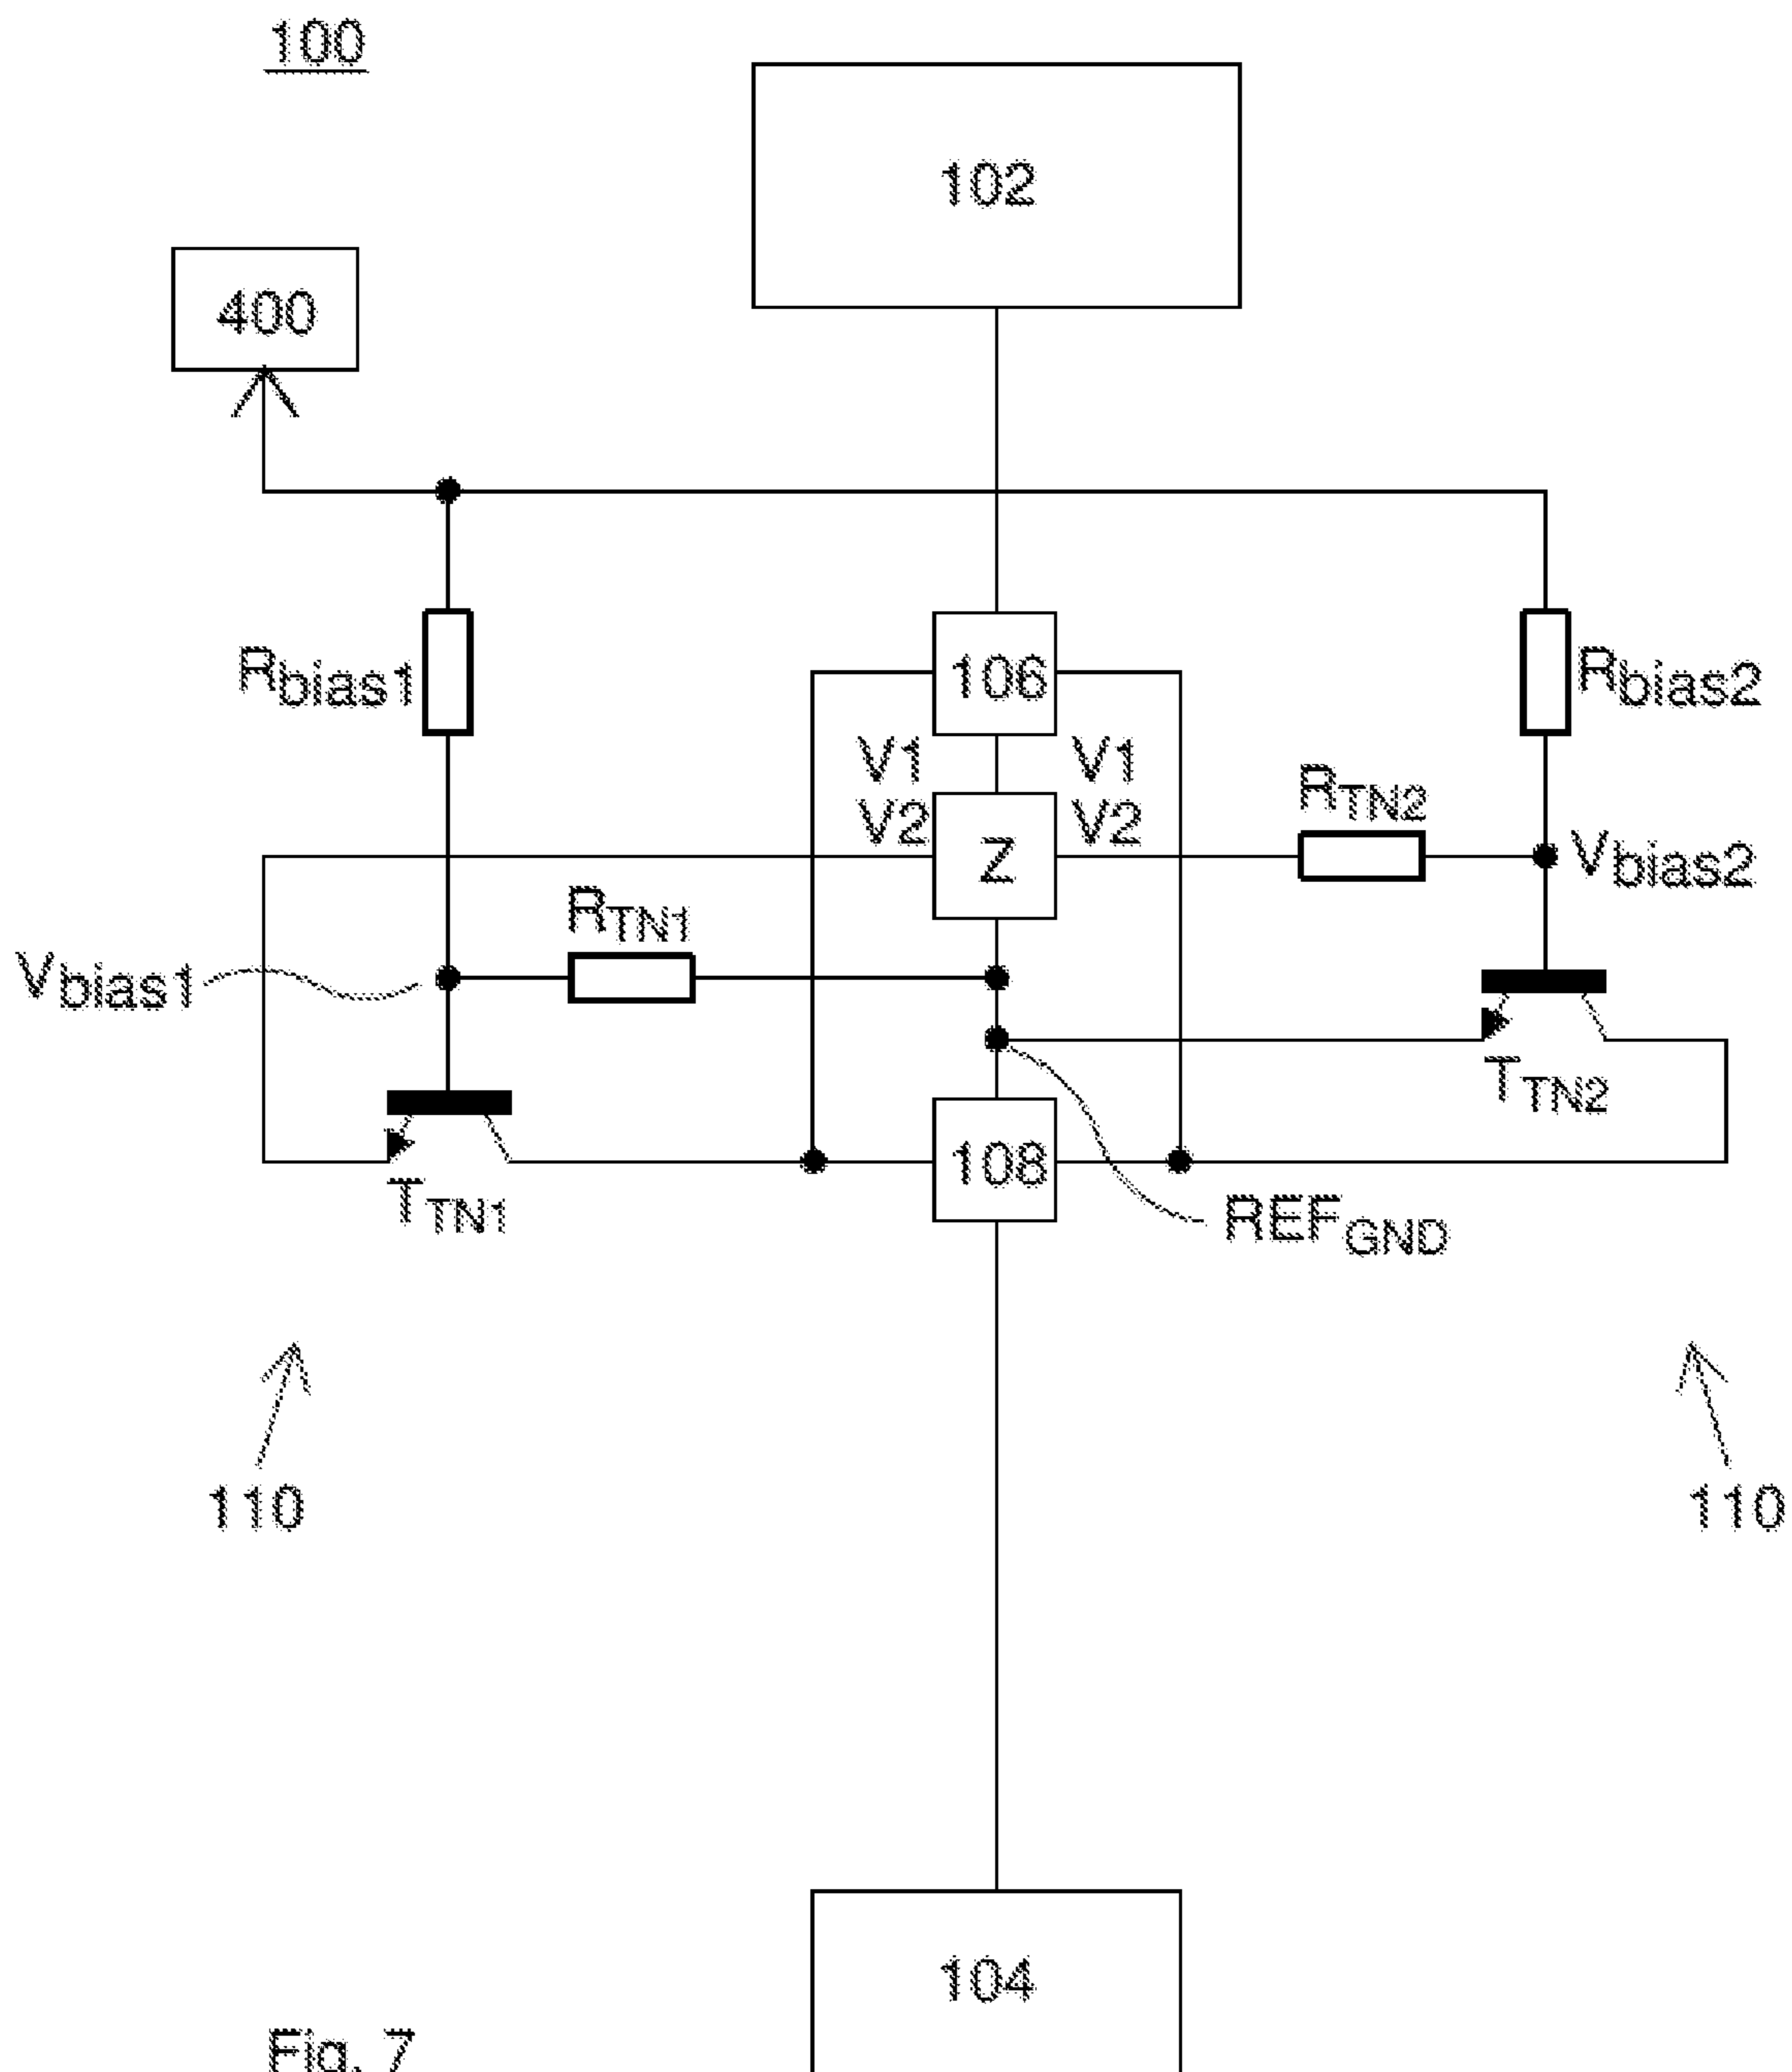 100
102
400
Rbias1
106
Rbias2
V1
V1
RTN2
V2
V2
Z
Vbias2
RTN1
Vbias1
TTN2
108
TTN1
REFGND
110
110
104
Fig. 7